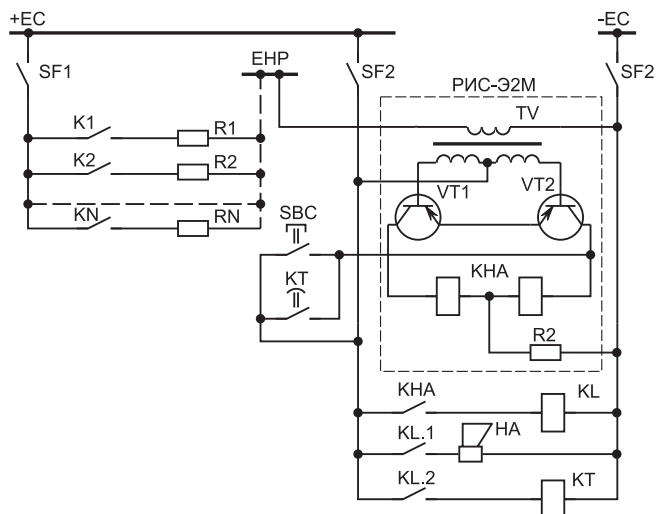 +EC
-EC
SF1
EHP
SF2
SF2
РИС-Э2М
TV
K1
R1
K2
R2
VT1
VT2
KN
RN
SBC
KT
KHA
R2
KHA
KL
KL.1
HA
KL.2
KT